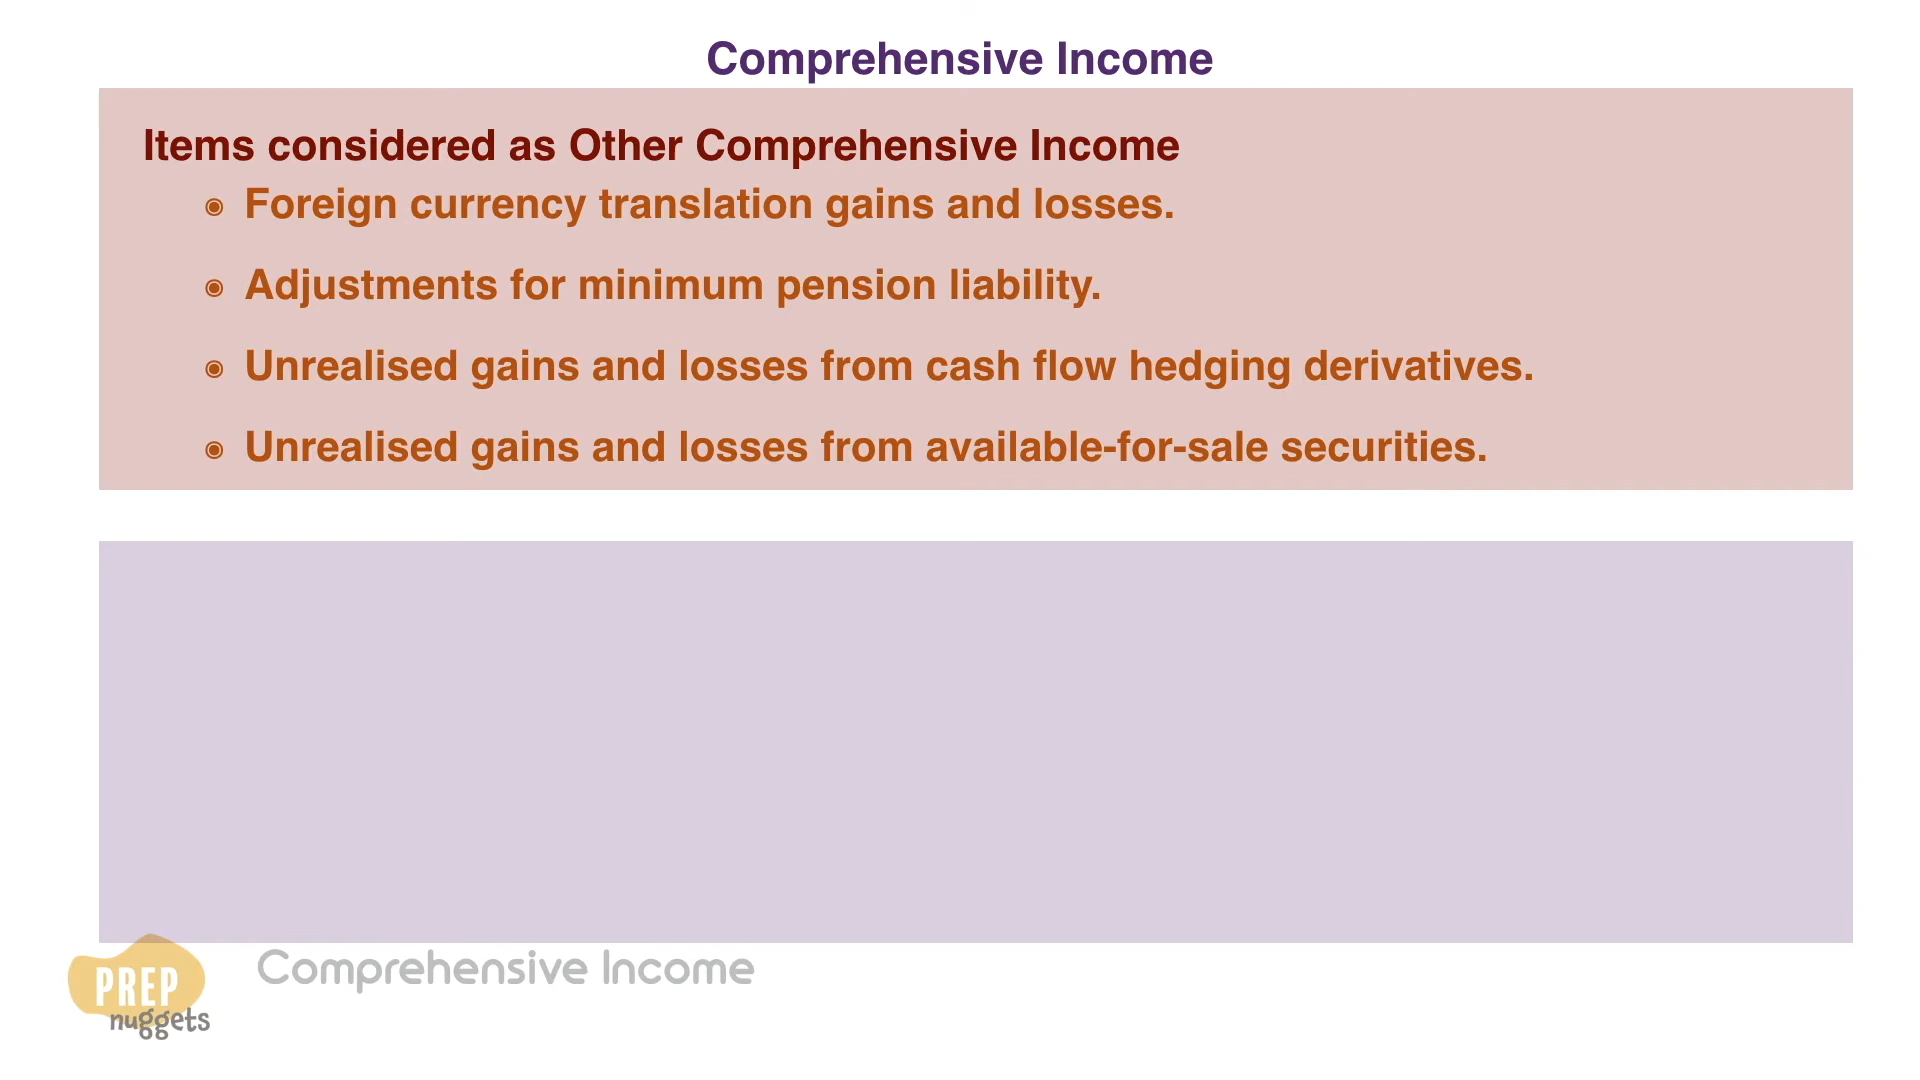 Comprehensive Income
Items considered as Other Comprehensive Income
◉ Foreign currency translation gains and losses.
◉ Adjustments for minimum pension liability.
◉ Unrealised gains and losses from cash flow hedging derivatives.
◉ Unrealised gains and losses from available-for-sale securities.
PREP
nuggets
Comprehensive Income